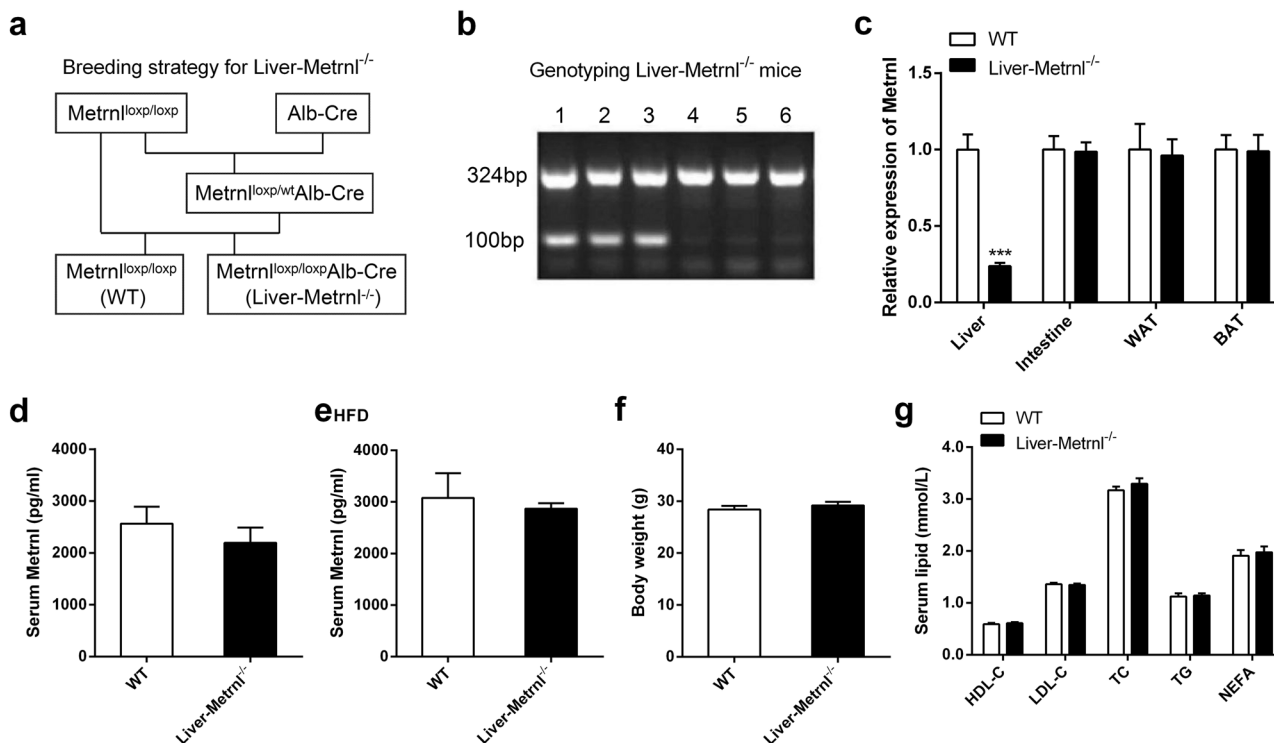 a
Breeding strategy for Liver-Metrnl-/-
Metrnlloxp/loxp
Alb-Cre
Metrnlloxp/wtAlb-Cre
Metrnlloxp/loxp
(WT)
Metrnlloxp/loxpAlb-Cre
(Liver-Metrnl-/-)
b
Genotyping Liver-Metrnl-/- mice
1 2 3 4 5 6
324bp
100bp
c
WT
Liver-Metrnl-/-
Relative expression of Metrnl
1.0
0.5
0.0
***
Liver
Intestine
WAT
BAT
d
Serum Metrnl (pg/ml)
4000
3000
2000
1000
0
WT
Liver-Metrnl-/-
eHFD
Serum Metrnl (pg/ml)
4000
3000
2000
1000
0
WT
Liver-Metrnl-/-
f
Body weight (g)
40
30
20
10
0
WT
Liver-Metrnl-/-
g
WT
Liver-Metrnl-/-
Serum lipid (mmol/L)
4.0
3.0
2.0
1.0
0.0
HDL-C
LDL-C
TC
TG
NEFA